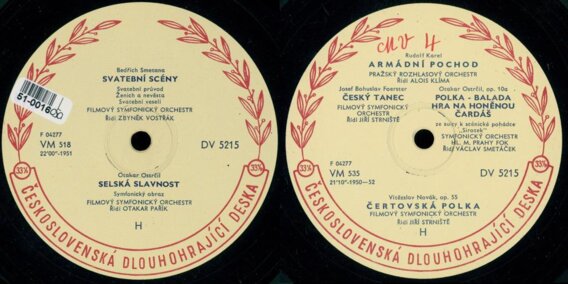 Bedřich Smetana
SVATEBNÍ SCÉNY
Svatební průvod
Ženich a nevěsta
Svatební veselí
FILMOVÝ SYMFONICKÝ ORCHESTR
Řídí ZBYNĚK VOSTŘÁK
51-0016
F 04277
VM 518
22'00"-1951
DV 5215
33⅓
33⅓
Otakar Ostrčil
SELSKÁ SLAVNOST
Symfonický obraz
FILMOVÝ SYMFONICKÝ ORCHESTR
Řídí OTAKAR PAŘÍK
H
ČESKOSLOVENSKÁ DLOUHOHRAJÍCÍ DESKA
Rudolf Karel
ARMÁDNÍ POCHOD
PRAŽSKÝ ROZHLASOVÝ ORCHESTR
Řídí ALOIS KLÍMA
Josef Bohuslav Foerster
ČESKÝ TANEC
FILMOVÝ SYMFONICKÝ
ORCHESTR
Řídí JIŘÍ STRNIŠTĚ
Otakar Ostrčil, op. 10a
POLKA - BALADA
HRA NA HONĚNOU
ČARDÁŠ
ze suity k scénické pohádce
"Sirotek"
SYMFONICKÝ ORCHESTR
HL. M. PRAHY FOK
Řídí VÁCLAV SMETÁČEK
F 04277
VM 535
21'10"-1950-52
DV 5215
33⅓
33⅓
Vítězslav Novák, op. 55
ČERTOVSKÁ POLKA
FILMOVÝ SYMFONICKÝ ORCHESTR
Řídí JIŘÍ STRNIŠTĚ
H
ČESKOSLOVENSKÁ DLOUHOHRAJÍCÍ DESKA